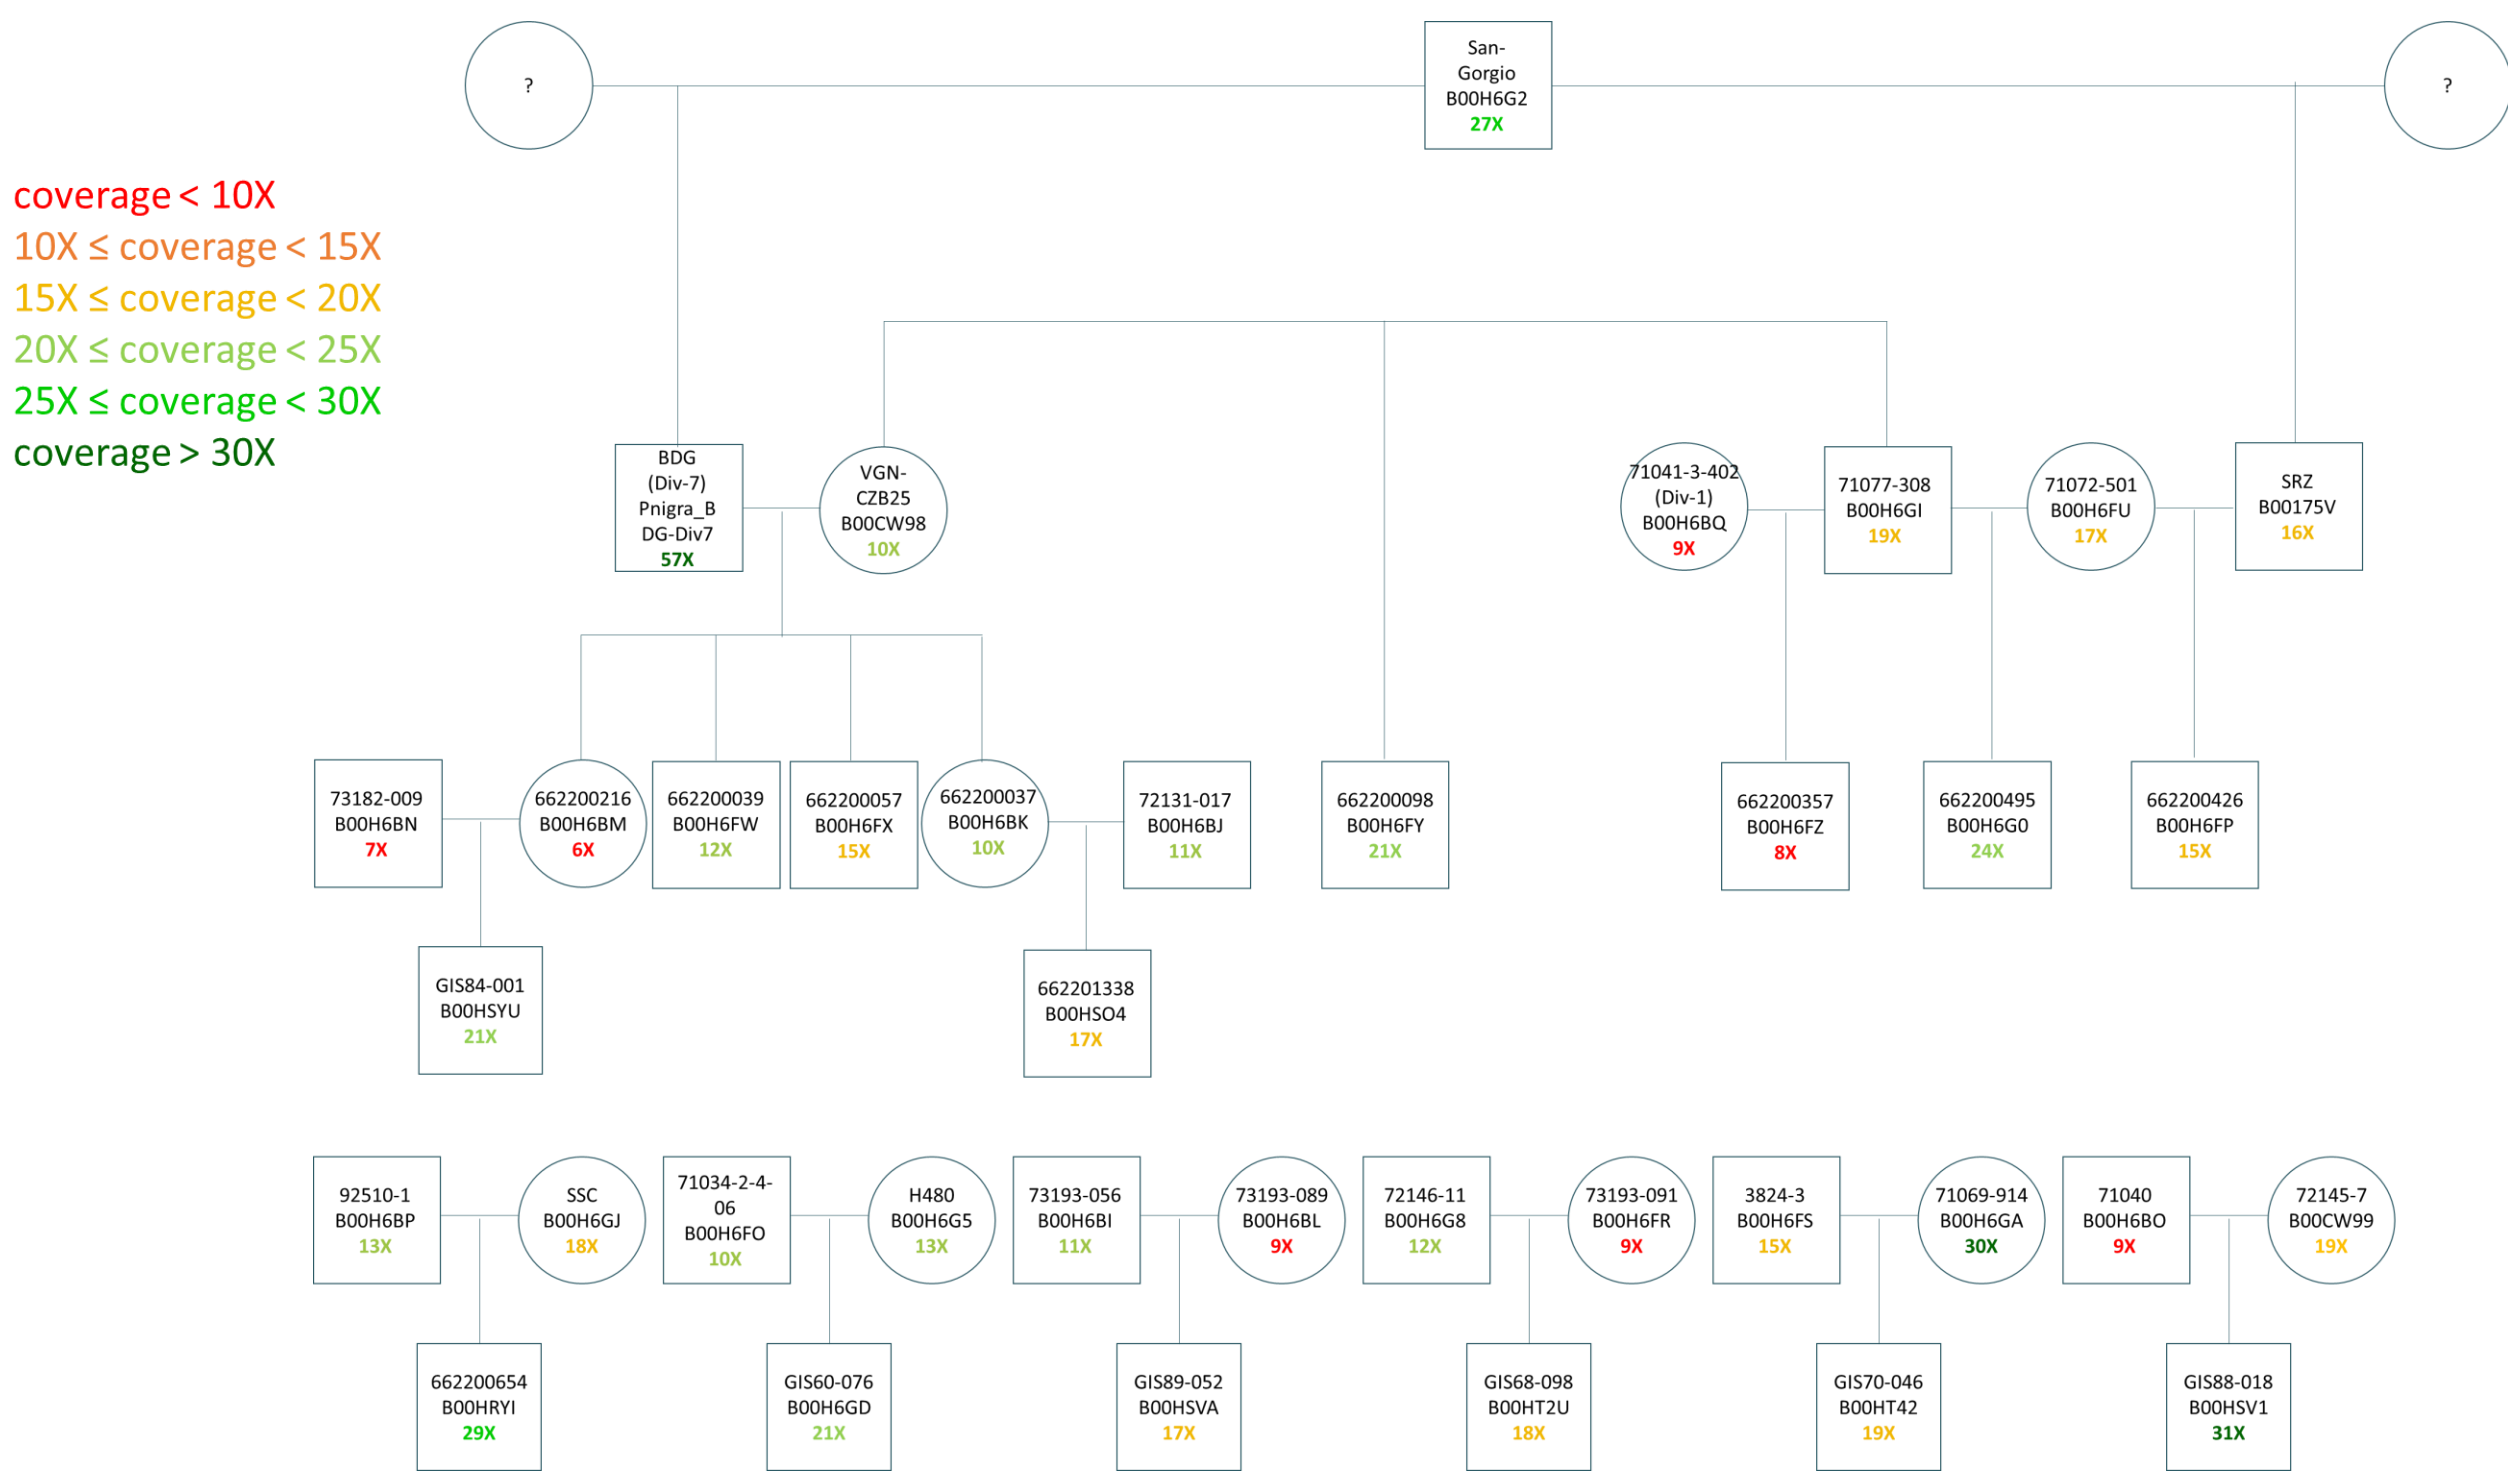 ?
San-
Gorgio
B00H6G2
27X
?
coverage < 10X
10X ≤ coverage < 15X
15X ≤ coverage < 20X
20X ≤ coverage < 25X
25X ≤ coverage < 30X
coverage > 30X
BDG
(Div-7)
Pnigra_B
DG-Div7
57X
VGN-
CZB25
B00CW98
10X
71041-3-402
(Div-1)
B00H6BQ
9X
71077-308
B00H6GI
19X
71072-501
B00H6FU
17X
SRZ
B00175V
16X
73182-009
B00H6BN
7X
662200216
B00H6BM
6X
662200039
B00H6FW
12X
662200057
B00H6FX
15X
662200037
B00H6BK
10X
72131-017
B00H6BJ
11X
662200098
B00H6FY
21X
662200357
B00H6FZ
8X
662200495
B00H6G0
24X
662200426
B00H6FP
15X
GIS84-001
B00HSYU
21X
662201338
B00HSO4
17X
92510-1
B00H6BP
13X
SSC
B00H6GJ
18X
71034-2-4-
06
B00H6FO
10X
H480
B00H6G5
13X
73193-056
B00H6BI
11X
73193-089
B00H6BL
9X
72146-11
B00H6G8
12X
73193-091
B00H6FR
9X
3824-3
B00H6FS
15X
71069-914
B00H6GA
30X
71040
B00H6BO
9X
72145-7
B00CW99
19X
662200654
B00HRYI
29X
GIS60-076
B00H6GD
21X
GIS89-052
B00HSVA
17X
GIS68-098
B00HT2U
18X
GIS70-046
B00HT42
19X
GIS88-018
B00HSV1
31X